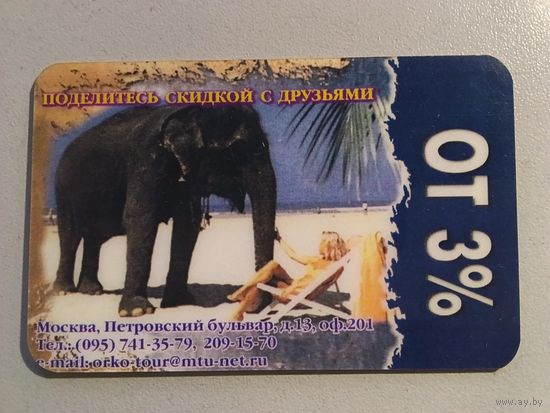 ПОДЕЛИТЕСЬ СКИДКОЙ С ДРУЗЬЯМИ
ОТ 3%
Москва, Петровский бульвар, д.13, оф.201
Тел.:.(095) 741-35-79, 209-15-70
e-mail: orko-tour@mtu-net.ru
www.ay.by